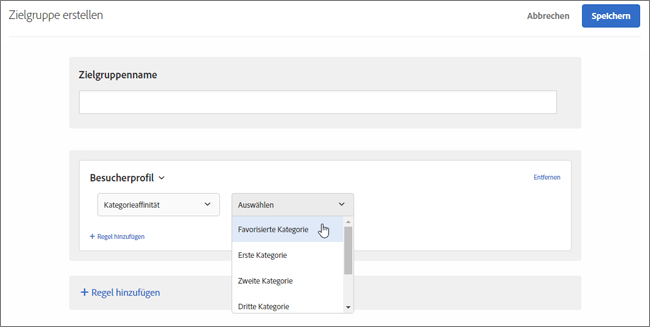 Zielgruppe erstellen
Abbrechen
Speichern
Zielgruppenname
Besucherprofil
Entfernen
Kategorieaffinität
Auswählen
Favorisierte Kategorie
+ Regel hinzufügen
Erste Kategorie
Zweite Kategorie
+ Regel hinzufügen
Dritte Kategorie